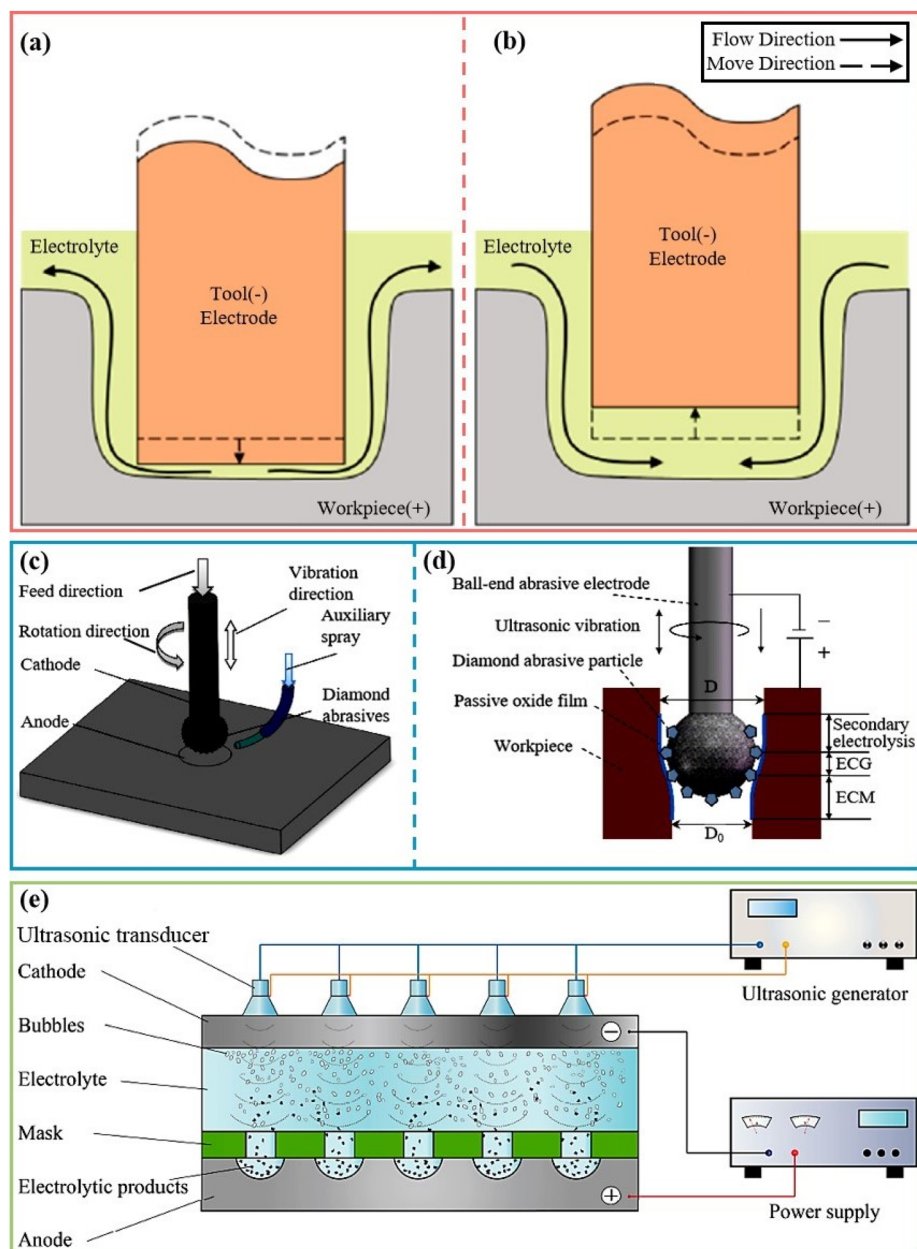 (a)
(b)
Flow Direction
Move Direction
Electrolyte
Tool(-)
Electrode
Workpiece(+)
Electrolyte
Tool(-)
Electrode
Workpiece(+)
(c)
Feed direction
Vibration
direction
Rotation direction
Auxiliary
spray
Cathode
Diamond
abrasives
Anode
(d)
Ball-end abrasive electrode
Ultrasonic vibration
−
+
Diamond abrasive particle
D
Passive oxide film
Secondary
electrolysis
Workpiece
ECG
ECM
D₀
(e)
Ultrasonic transducer
Cathode
Bubbles
Ultrasonic generator
−
Electrolyte
Mask
Electrolytic products
+
Anode
Power supply